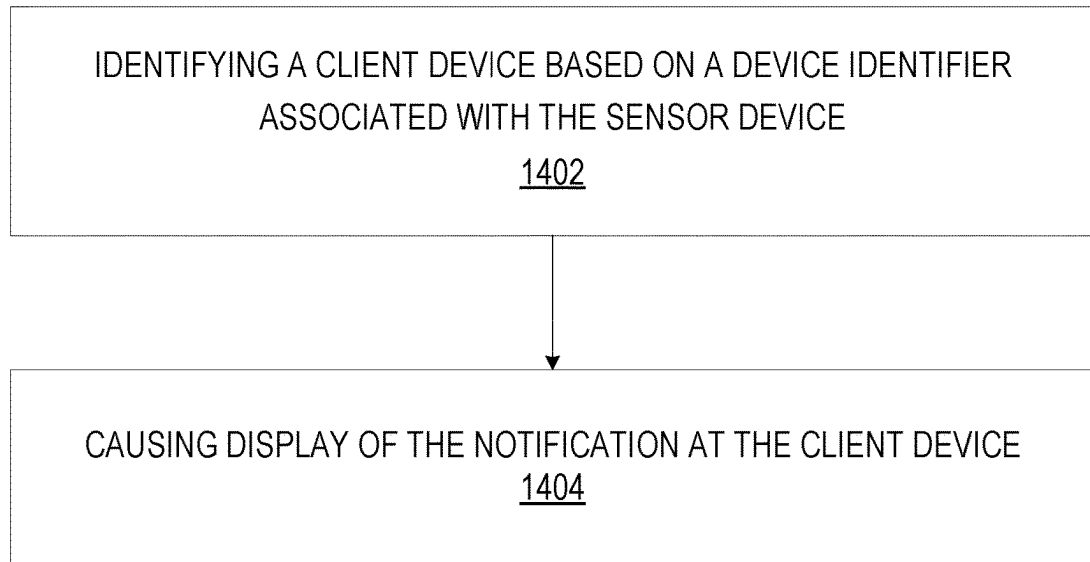 IDENTIFYING A CLIENT DEVICE BASED ON A DEVICE IDENTIFIER
ASSOCIATED WITH THE SENSOR DEVICE
1402
CAUSING DISPLAY OF THE NOTIFICATION AT THE CLIENT DEVICE
1404